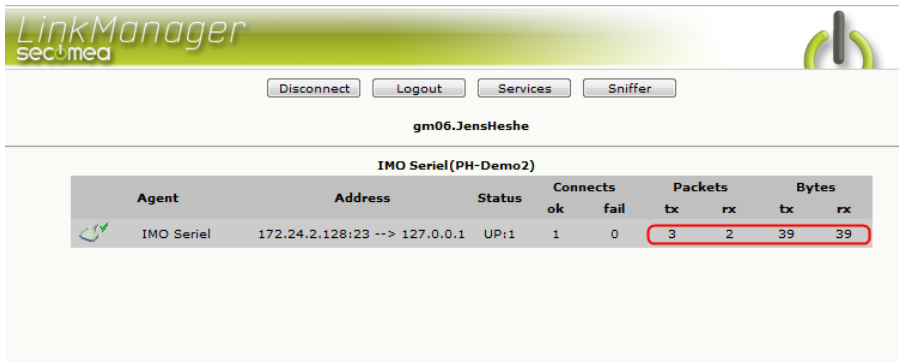 LinkManager
secomea
Disconnect Logout Services Sniffer
gm06.JensHeshe
IMO Seriel(PH-Demo2)
Agent Address Status Connects Packets Bytes
ok fail tx rx tx rx
IMO Seriel 172.24.2.128:23 --> 127.0.0.1 UP:1 1 0 3 2 39 39